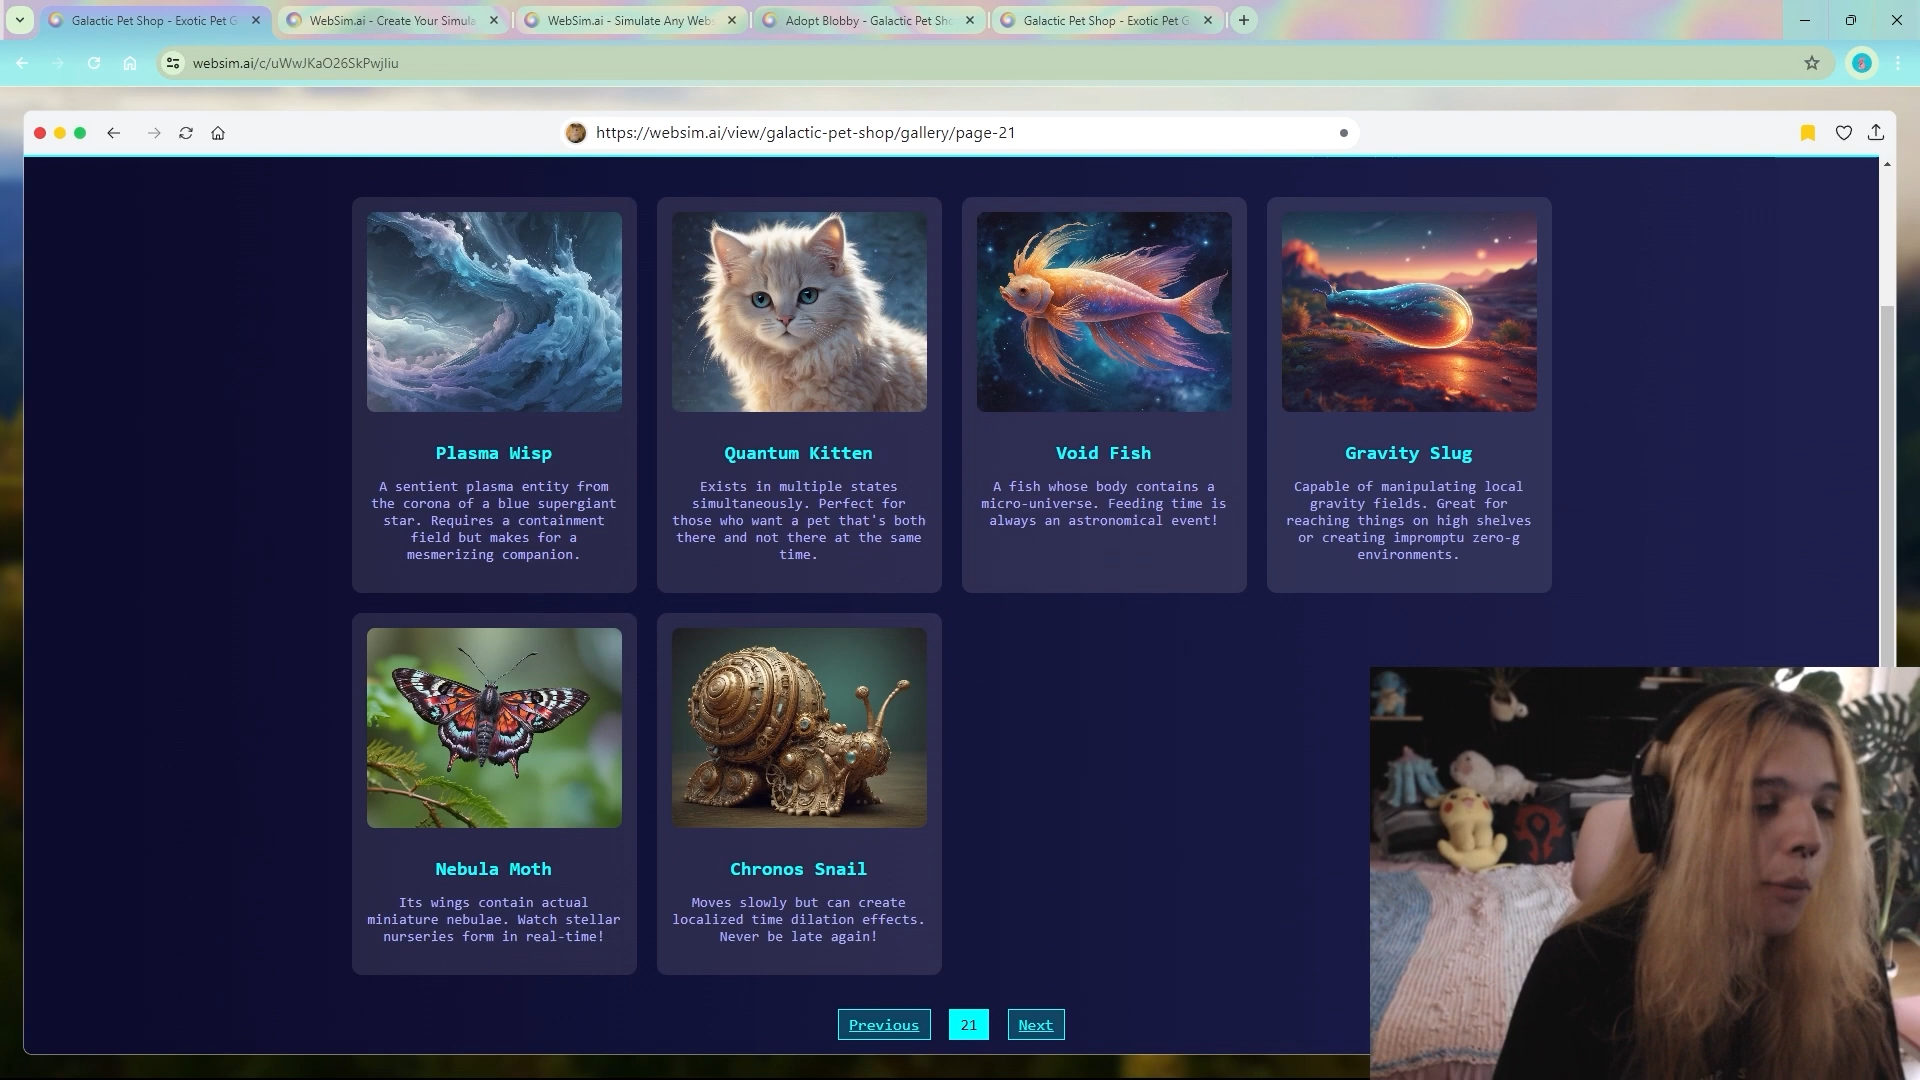 Galactic Pet Shop - Exotic Pet G
WebSim.ai - Create Your Simula
WebSim.ai - Simulate Any Webs
Adopt Blobby - Galactic Pet Sho
Galactic Pet Shop - Exotic Pet G
websim.ai/c/uWwJKaO26SkPwjliu
https://websim.ai/view/galactic-pet-shop/gallery/page-21
Plasma Wisp
A sentient plasma entity from
the corona of a blue supergiant
star. Requires a containment
field but makes for a
mesmerizing companion.
Quantum Kitten
Exists in multiple states
simultaneously. Perfect for
those who want a pet that's both
there and not there at the same
time.
Void Fish
A fish whose body contains a
micro-universe. Feeding time is
always an astronomical event!
Gravity Slug
Capable of manipulating local
gravity fields. Great for
reaching things on high shelves
or creating impromptu zero-g
environments.
Nebula Moth
Its wings contain actual
miniature nebulae. Watch stellar
nurseries form in real-time!
Chronos Snail
Moves slowly but can create
localized time dilation effects.
Never be late again!
Previous
21
Next